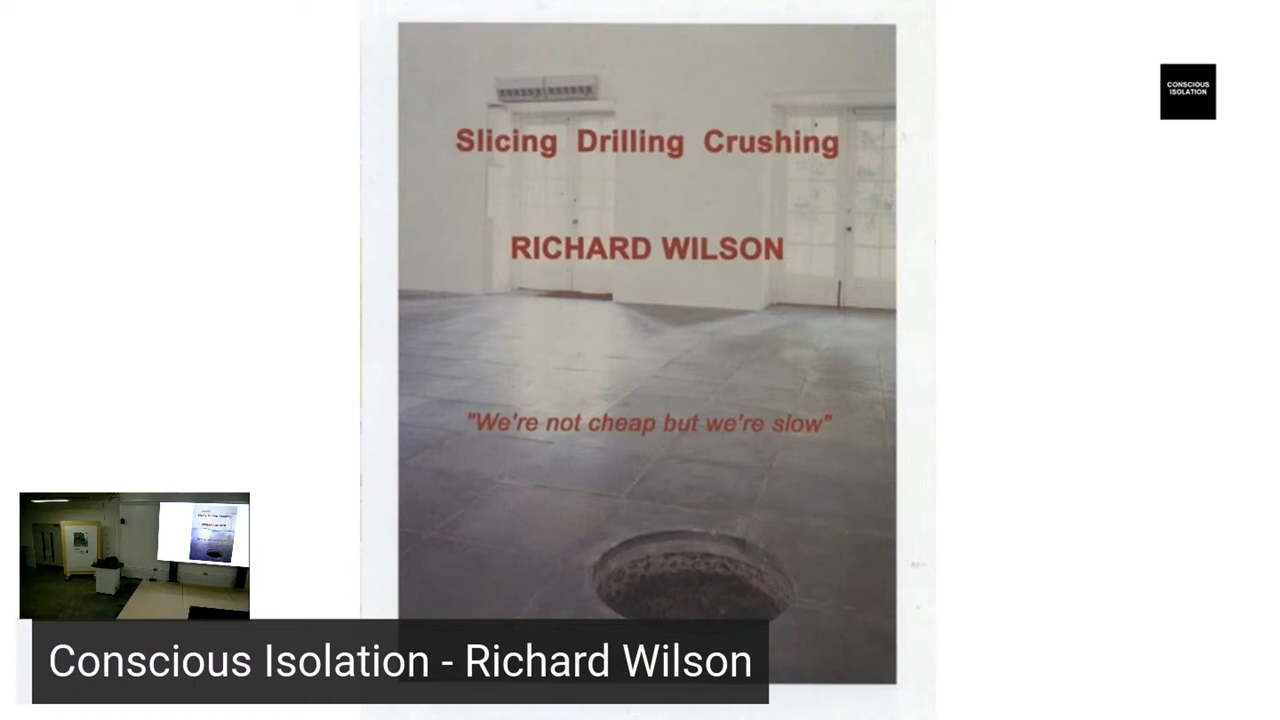 Slicing Drilling Crushing
RICHARD WILSON
"We're not cheap but we're slow"
CONSCIOUS
ISOLATION
Conscious Isolation - Richard Wilson